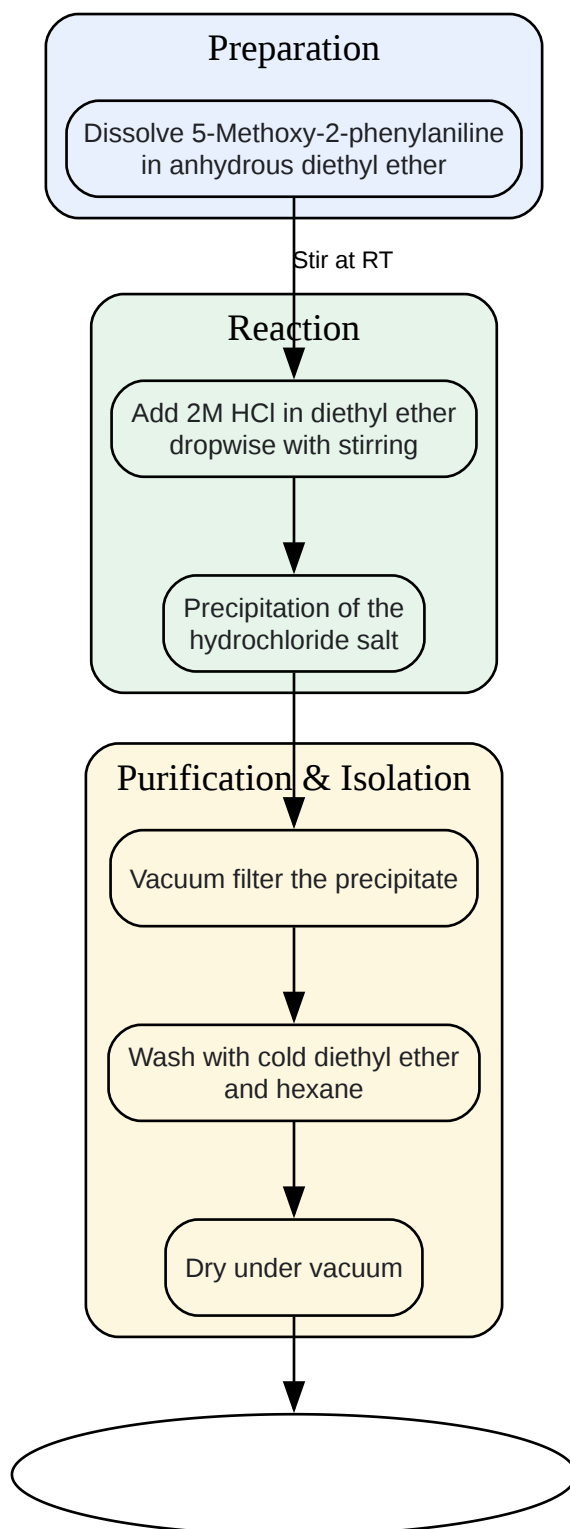 Preparation
Dissolve 5-Methoxy-2-phenylaniline
in anhydrous diethyl ether
Stir at RT
Reaction
Add 2M HCl in diethyl ether
dropwise with stirring
Precipitation of the
hydrochloride salt
Purification & Isolation
Vacuum filter the precipitate
Wash with cold diethyl ether
and hexane
Dry under vacuum